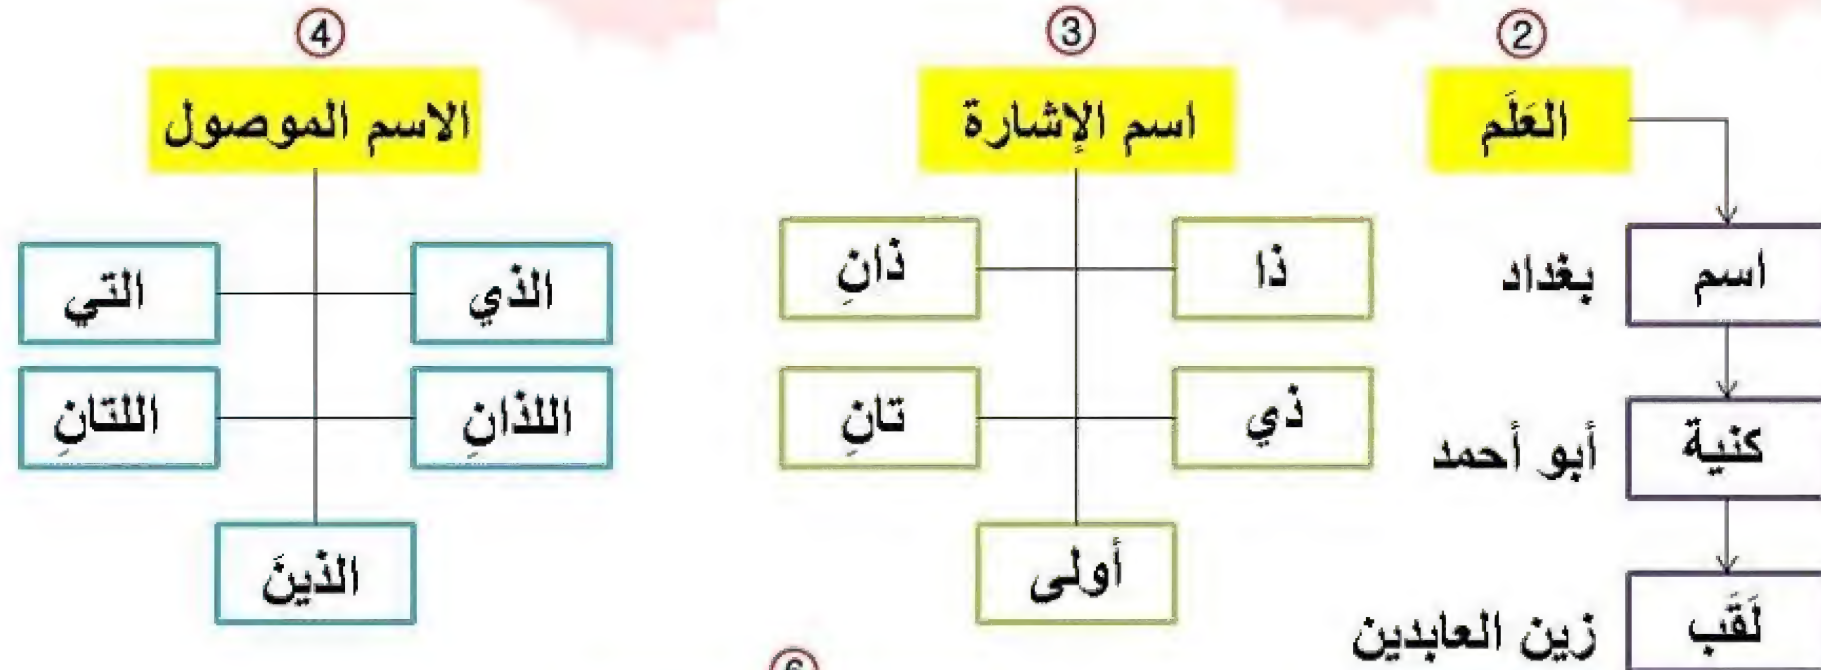 ②
العَلَم
اسم
بغداد
كنية
أبو أحمد
لَقَب
زين العابدين
③
اسم الإشارة
ذا
ذانِ
ذي
تانِ
أولى
④
الاسم الموصول
الذي
التي
اللذانِ
اللتانِ
الذينَ
⑥